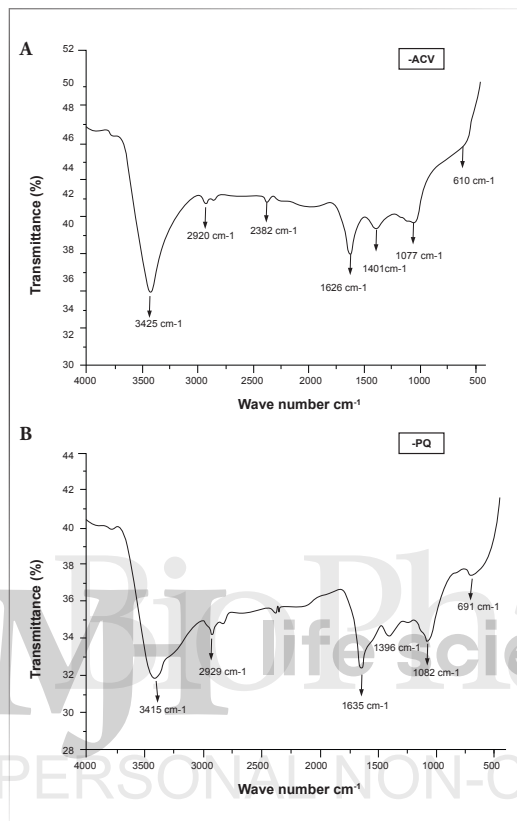 A
-ACV
52
50
48
46
44
42
40
38
36
34
32
30
Transmittance (%)
610 cm-1
2920 cm-1
2382 cm-1
1077 cm-1
1401cm-1
1626 cm-1
3425 cm-1
4000 3500 3000 2500 2000 1500 1000 500
Wave number cm-1
B
-PQ
44
42
40
38
36
34
32
30
28
Transmittance (%)
691 cm-1
1396 cm-1
2929 cm-1
1082 cm-1
1635 cm-1
3415 cm-1
4000 3500 3000 2500 2000 1500 1000 500
Wave number cm-1
BioPha
MJH life scie
PERSONAL NON-C